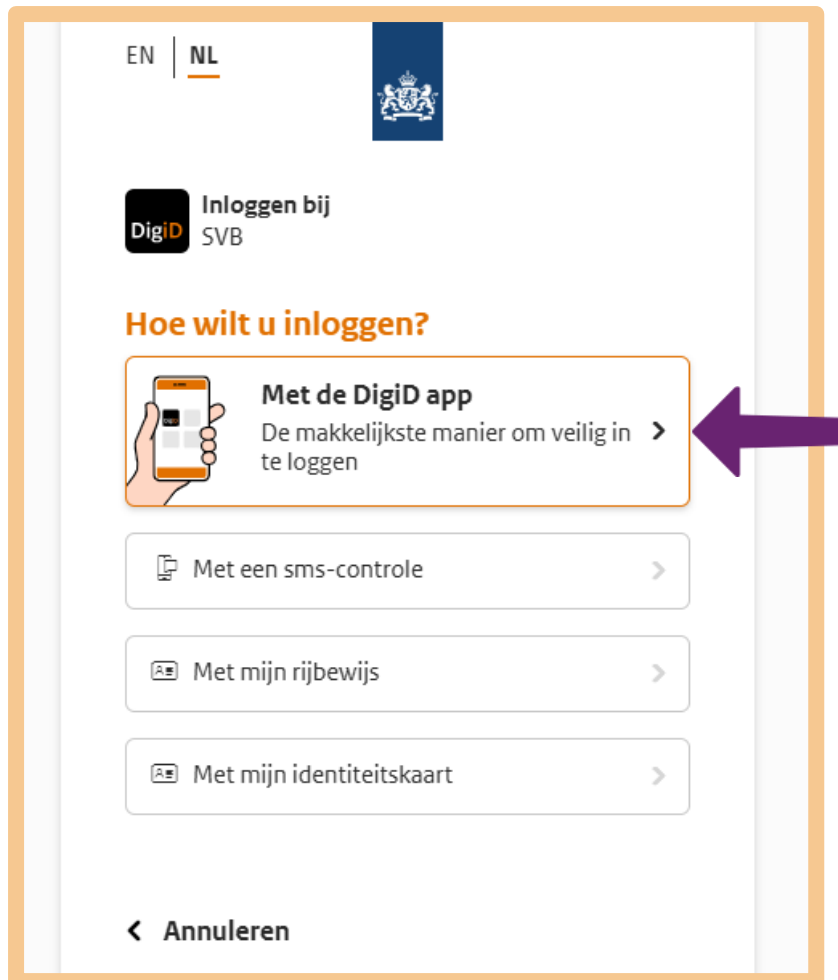 EN | NL
DigiD
Inloggen bij
SVB
Hoe wilt u inloggen?
Met de DigiD app
De makkelijkste manier om veilig in
te loggen
Met een sms-controle
Met mijn rijbewijs
Met mijn identiteitskaart
Annuleren